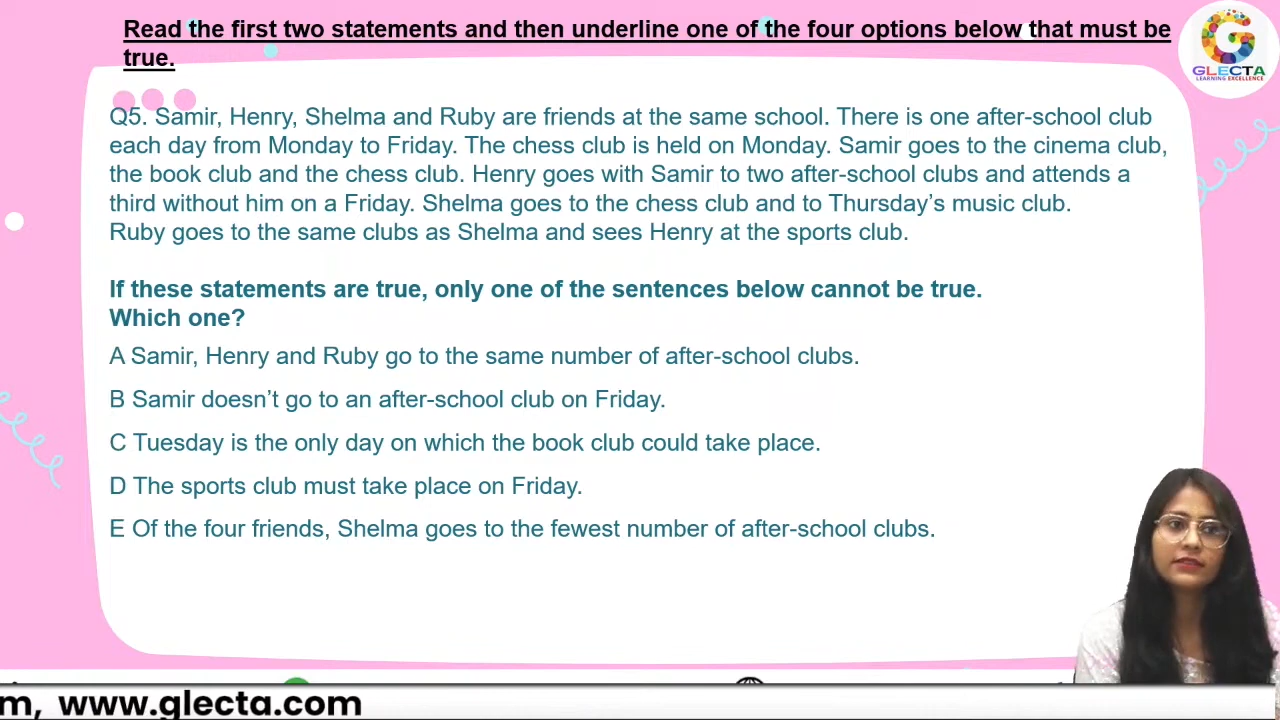 Read the first two statements and then underline one of the four options below that must be
true.
GLECTA
LEARNING EXCELLENCE
Q5. Samir, Henry, Shelma and Ruby are friends at the same school. There is one after-school club
each day from Monday to Friday. The chess club is held on Monday. Samir goes to the cinema club,
the book club and the chess club. Henry goes with Samir to two after-school clubs and attends a
third without him on a Friday. Shelma goes to the chess club and to Thursday’s music club.
Ruby goes to the same clubs as Shelma and sees Henry at the sports club.
If these statements are true, only one of the sentences below cannot be true.
Which one?
A Samir, Henry and Ruby go to the same number of after-school clubs.
B Samir doesn’t go to an after-school club on Friday.
C Tuesday is the only day on which the book club could take place.
D The sports club must take place on Friday.
E Of the four friends, Shelma goes to the fewest number of after-school clubs.
m, www.glecta.com